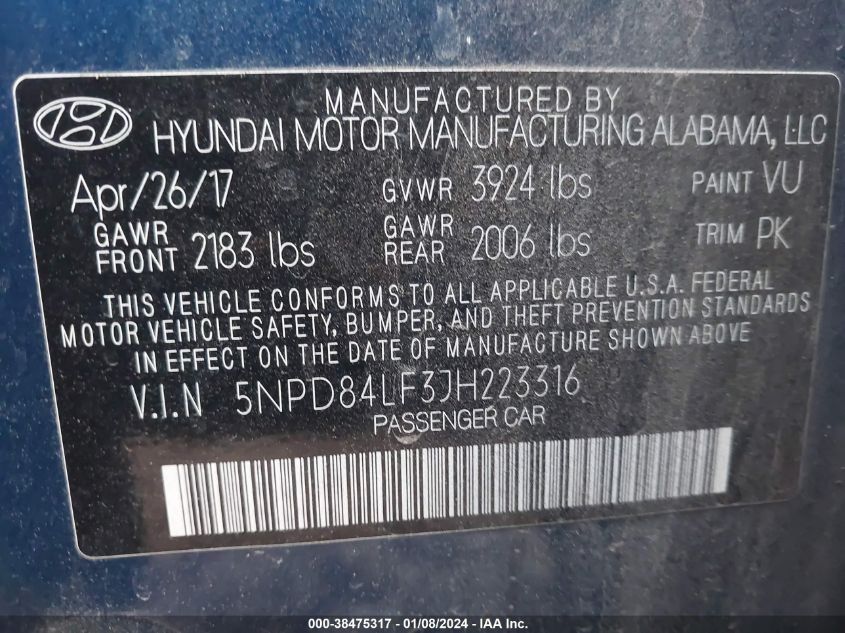 MANUFACTURED BY
HYUNDAI MOTOR MANUFACTURING ALABAMA, LLC
Apr/26/17 GVWR 3924 lbs PAINT VU
GAWR FRONT 2183 lbs GAWR REAR 2006 lbs TRIM PK
THIS VEHICLE CONFORMS TO ALL APPLICABLE U.S.A. FEDERAL
MOTOR VEHICLE SAFETY, BUMPER, AND THEFT PREVENTION STANDARDS
IN EFFECT ON THE DATE OF MANUFACTURE SHOWN ABOVE
V.I.N 5NPD84LF3JH223316
PASSENGER CAR
000-38475317 - 01/08/2024 - IAA Inc.